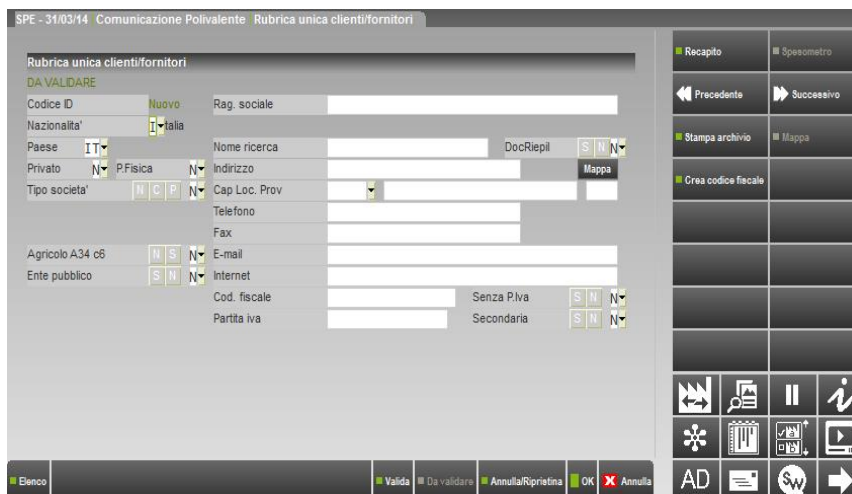 SPE - 31/03/14 Comunicazione Polivalente Rubrica unica clienti/fornitori
Rubrica unica clienti/fornitori
DA VALIDARE
Codice ID Nuovo Rag. sociale
Nazionalita' I talia
Paese IT Nome ricerca DocRiepil S N N
Privato N P.Fisica N Indirizzo Mappa
Tipo societa' N C P N Cap Loc. Prov
Telefono
Fax
Agricolo A34 c6 N S N E-mail
Ente pubblico S N N Internet
Cod. fiscale Senza P.Iva S N N
Partita iva Secondaria S N N
Recapito Spesometro
Precedente Successivo
Stampa archivio Mappa
Crea codice fiscale
AD SW
Elenco Valida Da validare Annulla/Ripristina OK X Annulla